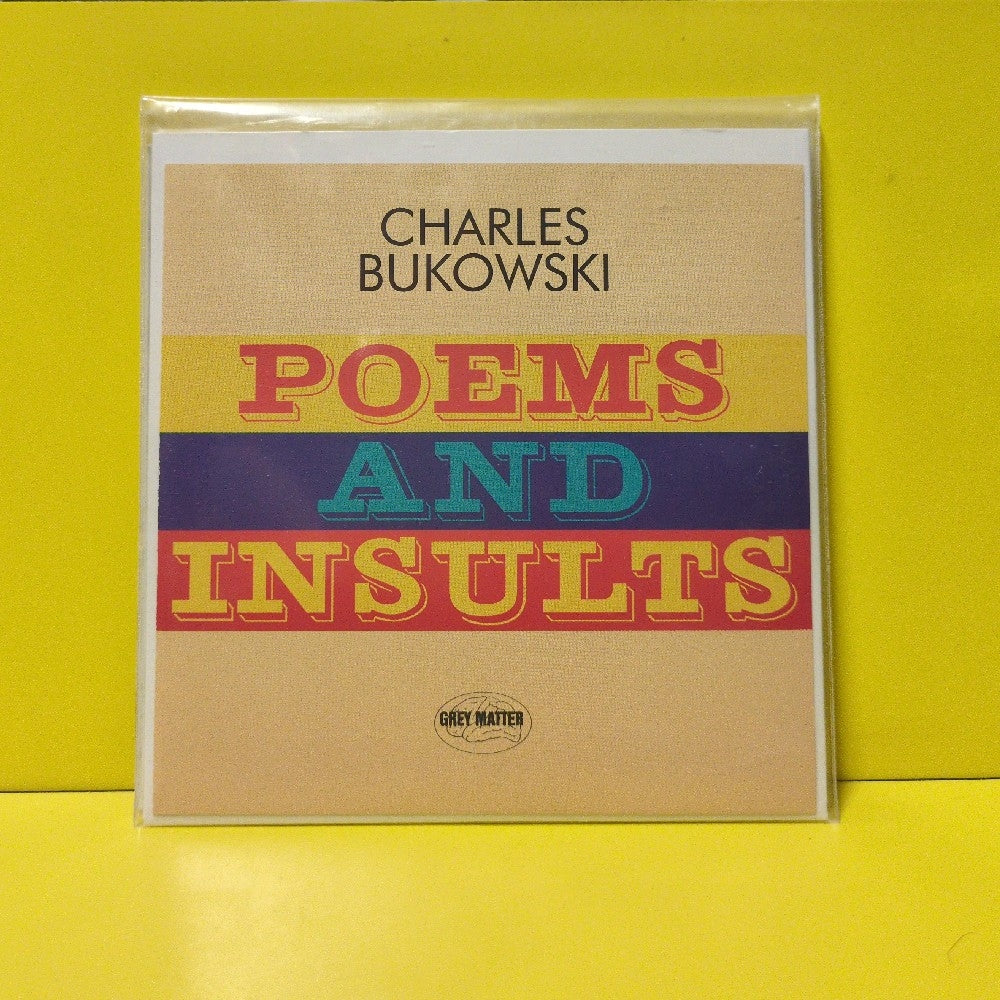 CHARLES
BUKOWSKI
POEMS
AND
INSULTS
GREY MATTER